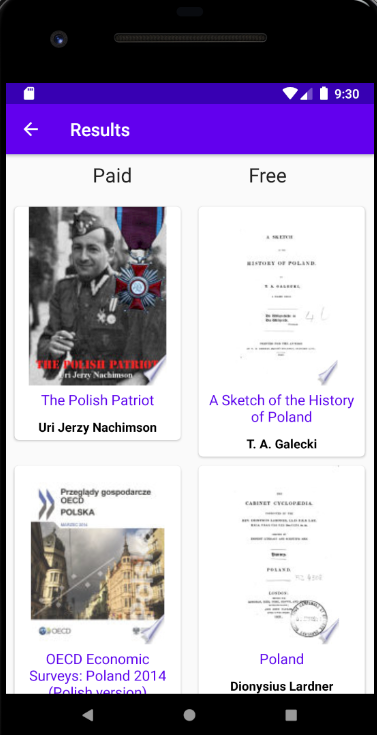 9:30
Results
Paid
Free
THE POLISH PATRIOT
Uri Jerzy Nachimson
The Polish Patriot
Uri Jerzy Nachimson
A SKETCH
HISTORY OF POLAND.
A Sketch of the History
of Poland
T. A. Galecki
Przeglądy gospodarcze
OECD
POLSKA
MARZEC 2014
OECD
OECD Economic
Surveys: Poland 2014
(Polish version)
THE
CABINET CYCLOPÆDIA.
POLAND.
LONDON:
Poland
Dionysius Lardner